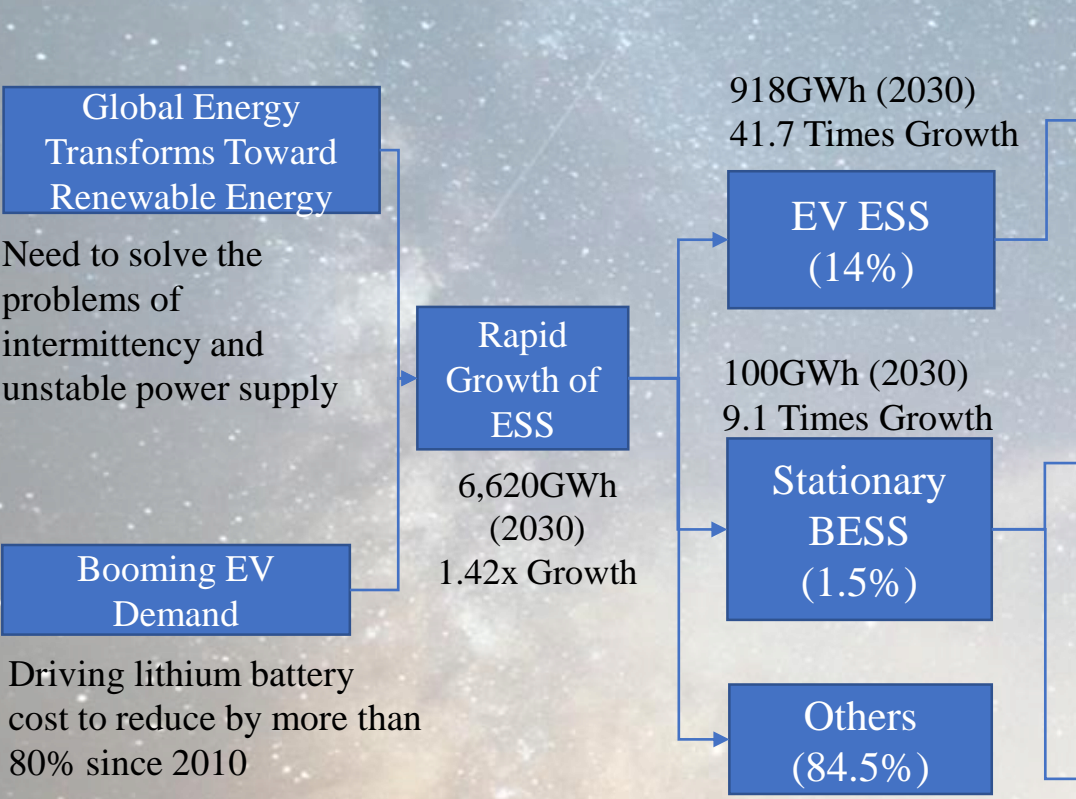 Global Energy
Transforms Toward
Renewable Energy
Need to solve the
problems of
intermittency and
unstable power supply
Booming EV
Demand
Driving lithium battery
cost to reduce by more than
80% since 2010
Rapid
Growth of
ESS
6,620GWh
(2030)
1.42x Growth
918GWh (2030)
41.7 Times Growth
EV ESS
(14%)
100GWh (2030)
9.1 Times Growth
Stationary
BESS
(1.5%)
Others
(84.5%)